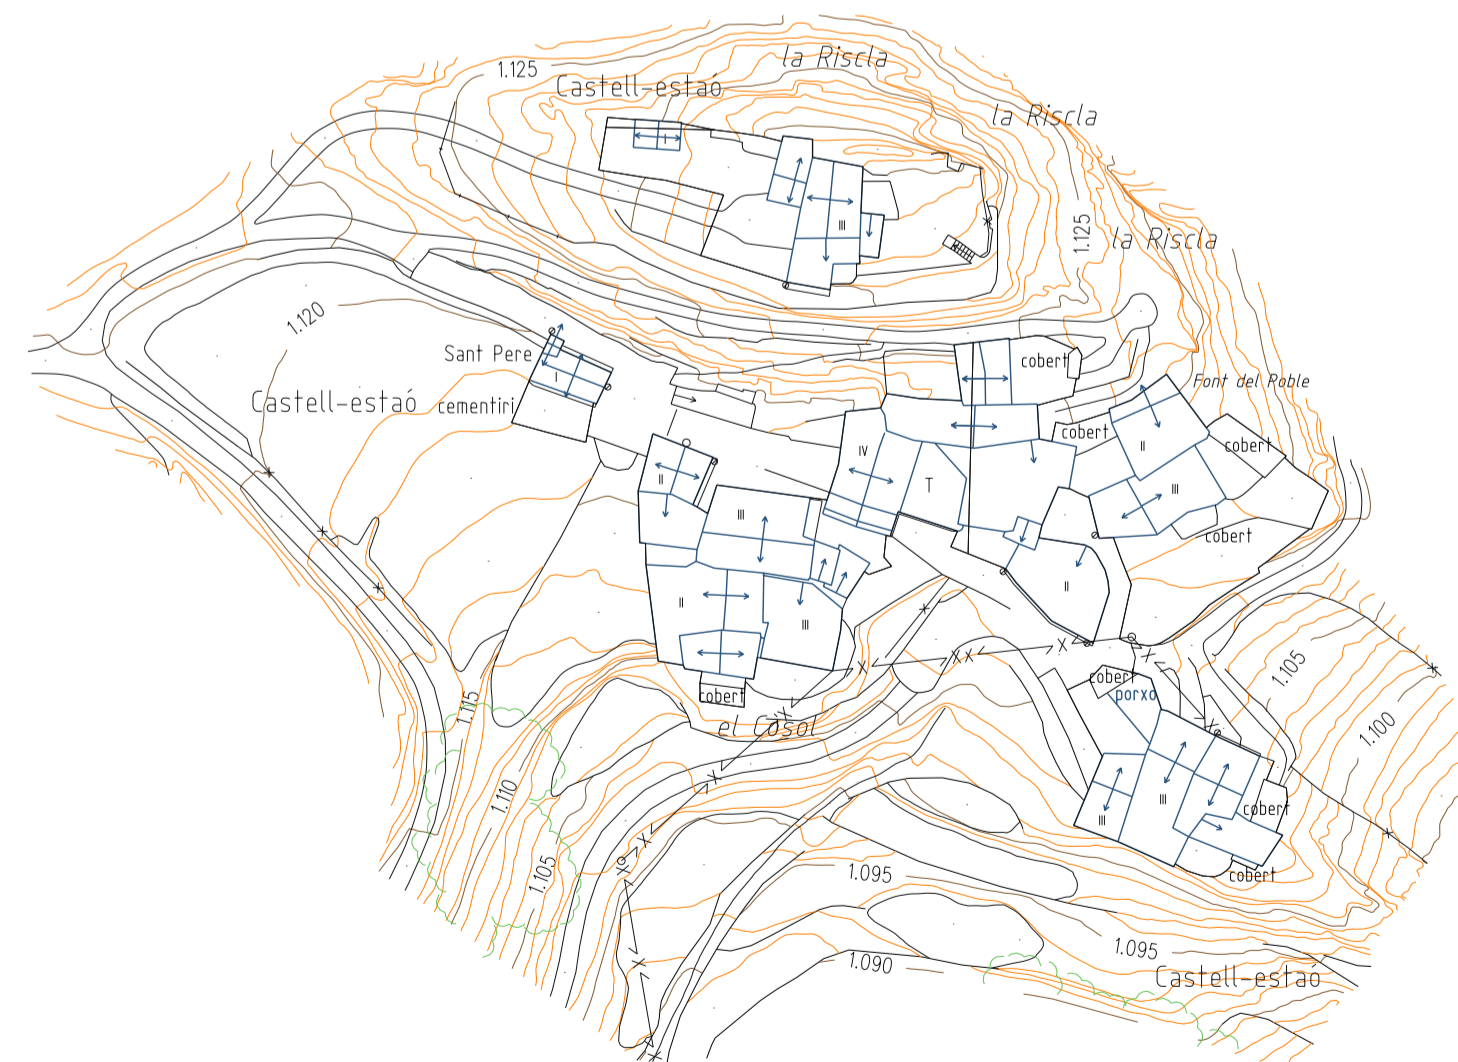 la Riscla
1.125
Castell-estaó
la Riscla
I
III
1.125
la Riscla
1.120
Sant Pere
cobert
I
Font del Roble
Castell-estaó
cementiri
cobert
cobert
IV
II
II
T
III
III
cobert
II
II
III
1.105
cobert
porxo
cobert
1.115
el Cosol
1.100
1.110
III
cobert
III
1.105
1.095
cobert
1.095
1.090
Castell-estaó